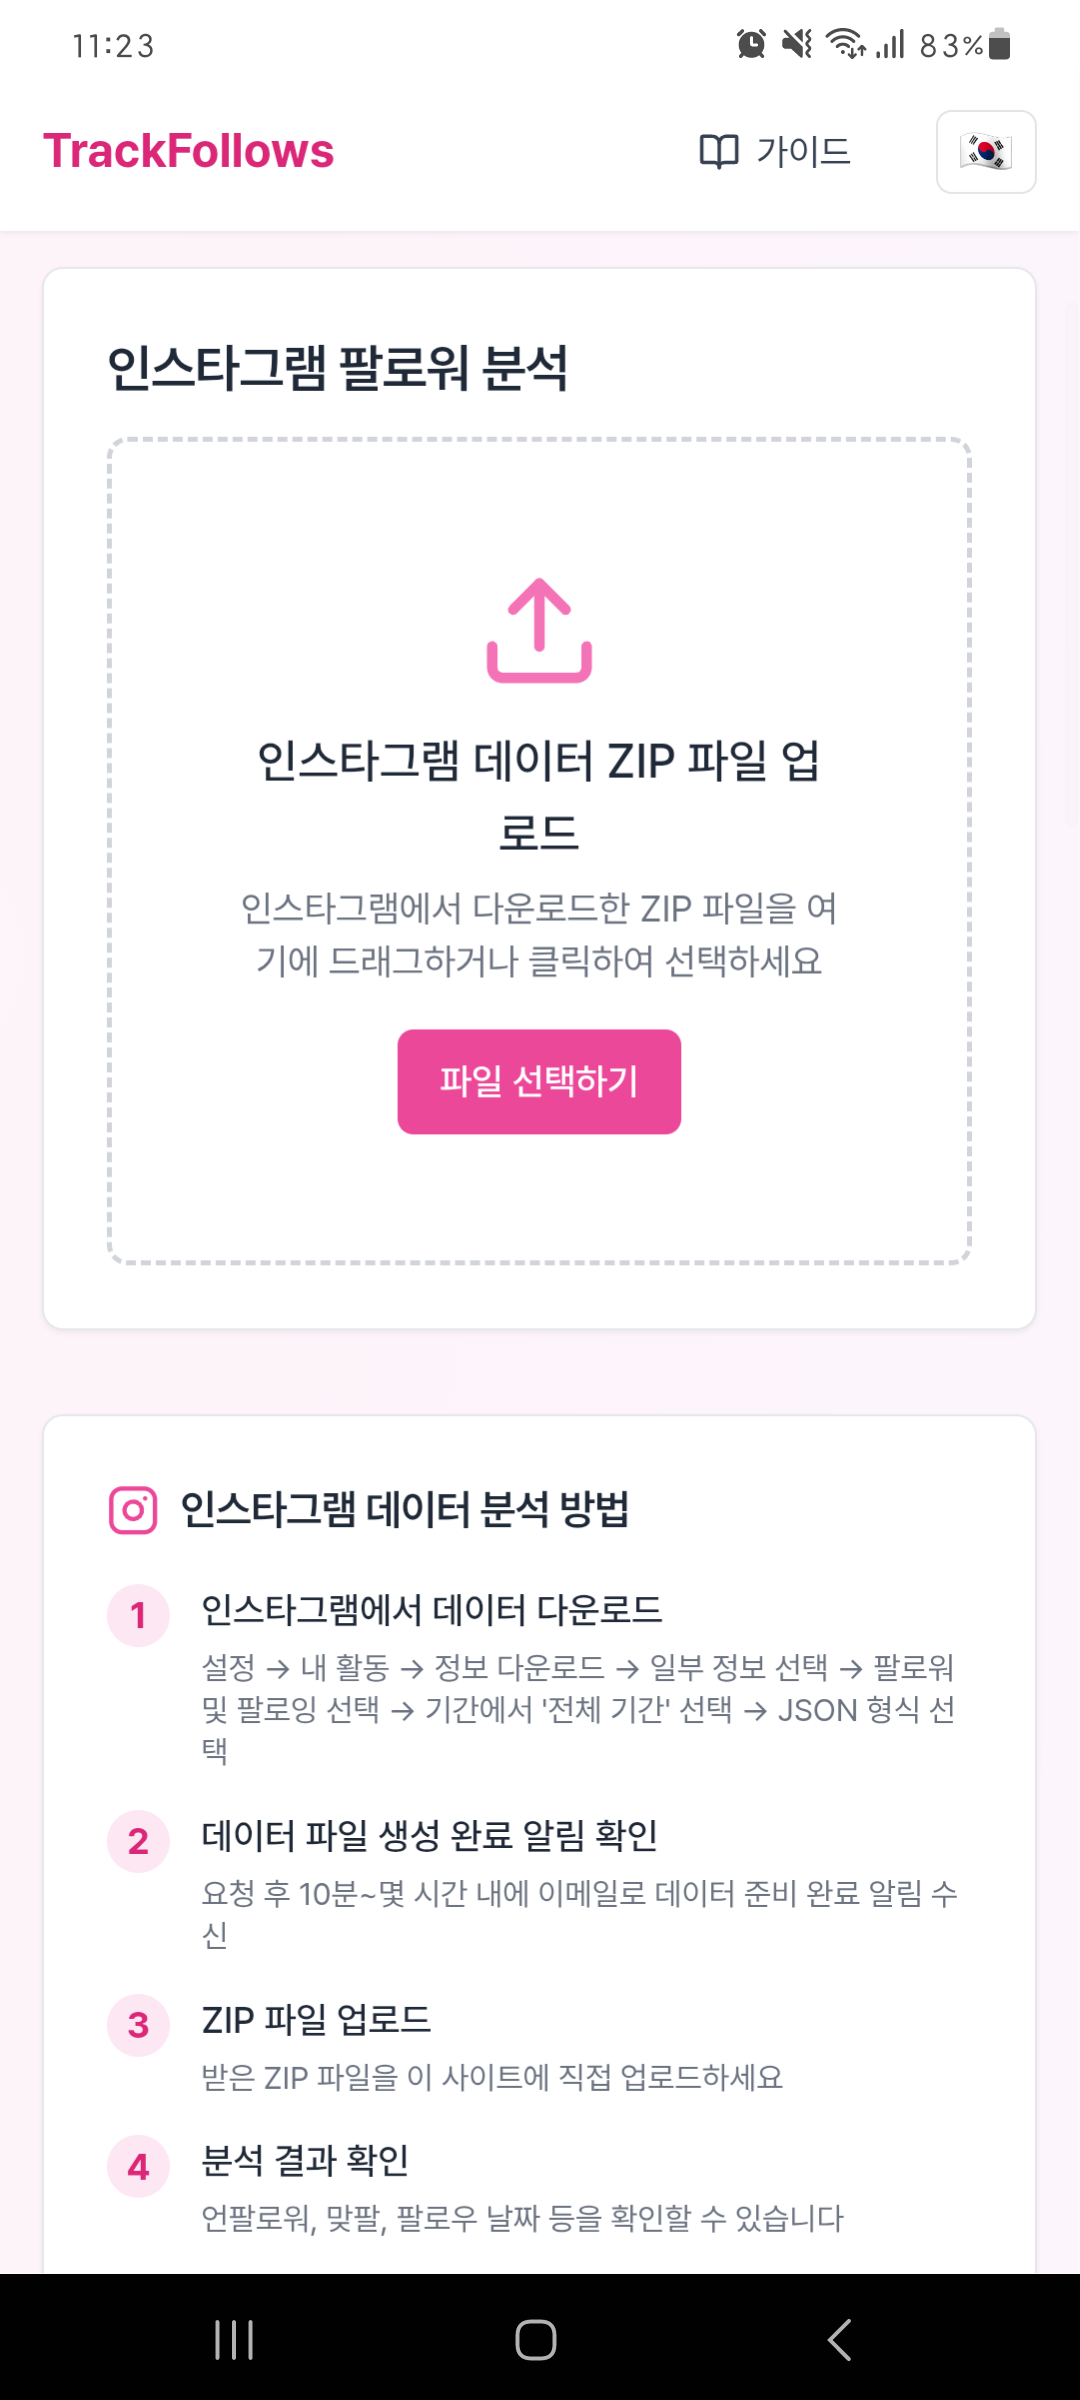 11:23
83%
TrackFollows
가이드
인스타그램 팔로워 분석
인스타그램 데이터 ZIP 파일 업
로드
인스타그램에서 다운로드한 ZIP 파일을 여
기에 드래그하거나 클릭하여 선택하세요
파일 선택하기
인스타그램 데이터 분석 방법
1
인스타그램에서 데이터 다운로드
설정 → 내 활동 → 정보 다운로드 → 일부 정보 선택 → 팔로워
및 팔로잉 선택 → 기간에서 '전체 기간' 선택 → JSON 형식 선
택
2
데이터 파일 생성 완료 알림 확인
요청 후 10분~몇 시간 내에 이메일로 데이터 준비 완료 알림 수
신
3
ZIP 파일 업로드
받은 ZIP 파일을 이 사이트에 직접 업로드하세요
4
분석 결과 확인
언팔로워, 맞팔, 팔로우 날짜 등을 확인할 수 있습니다